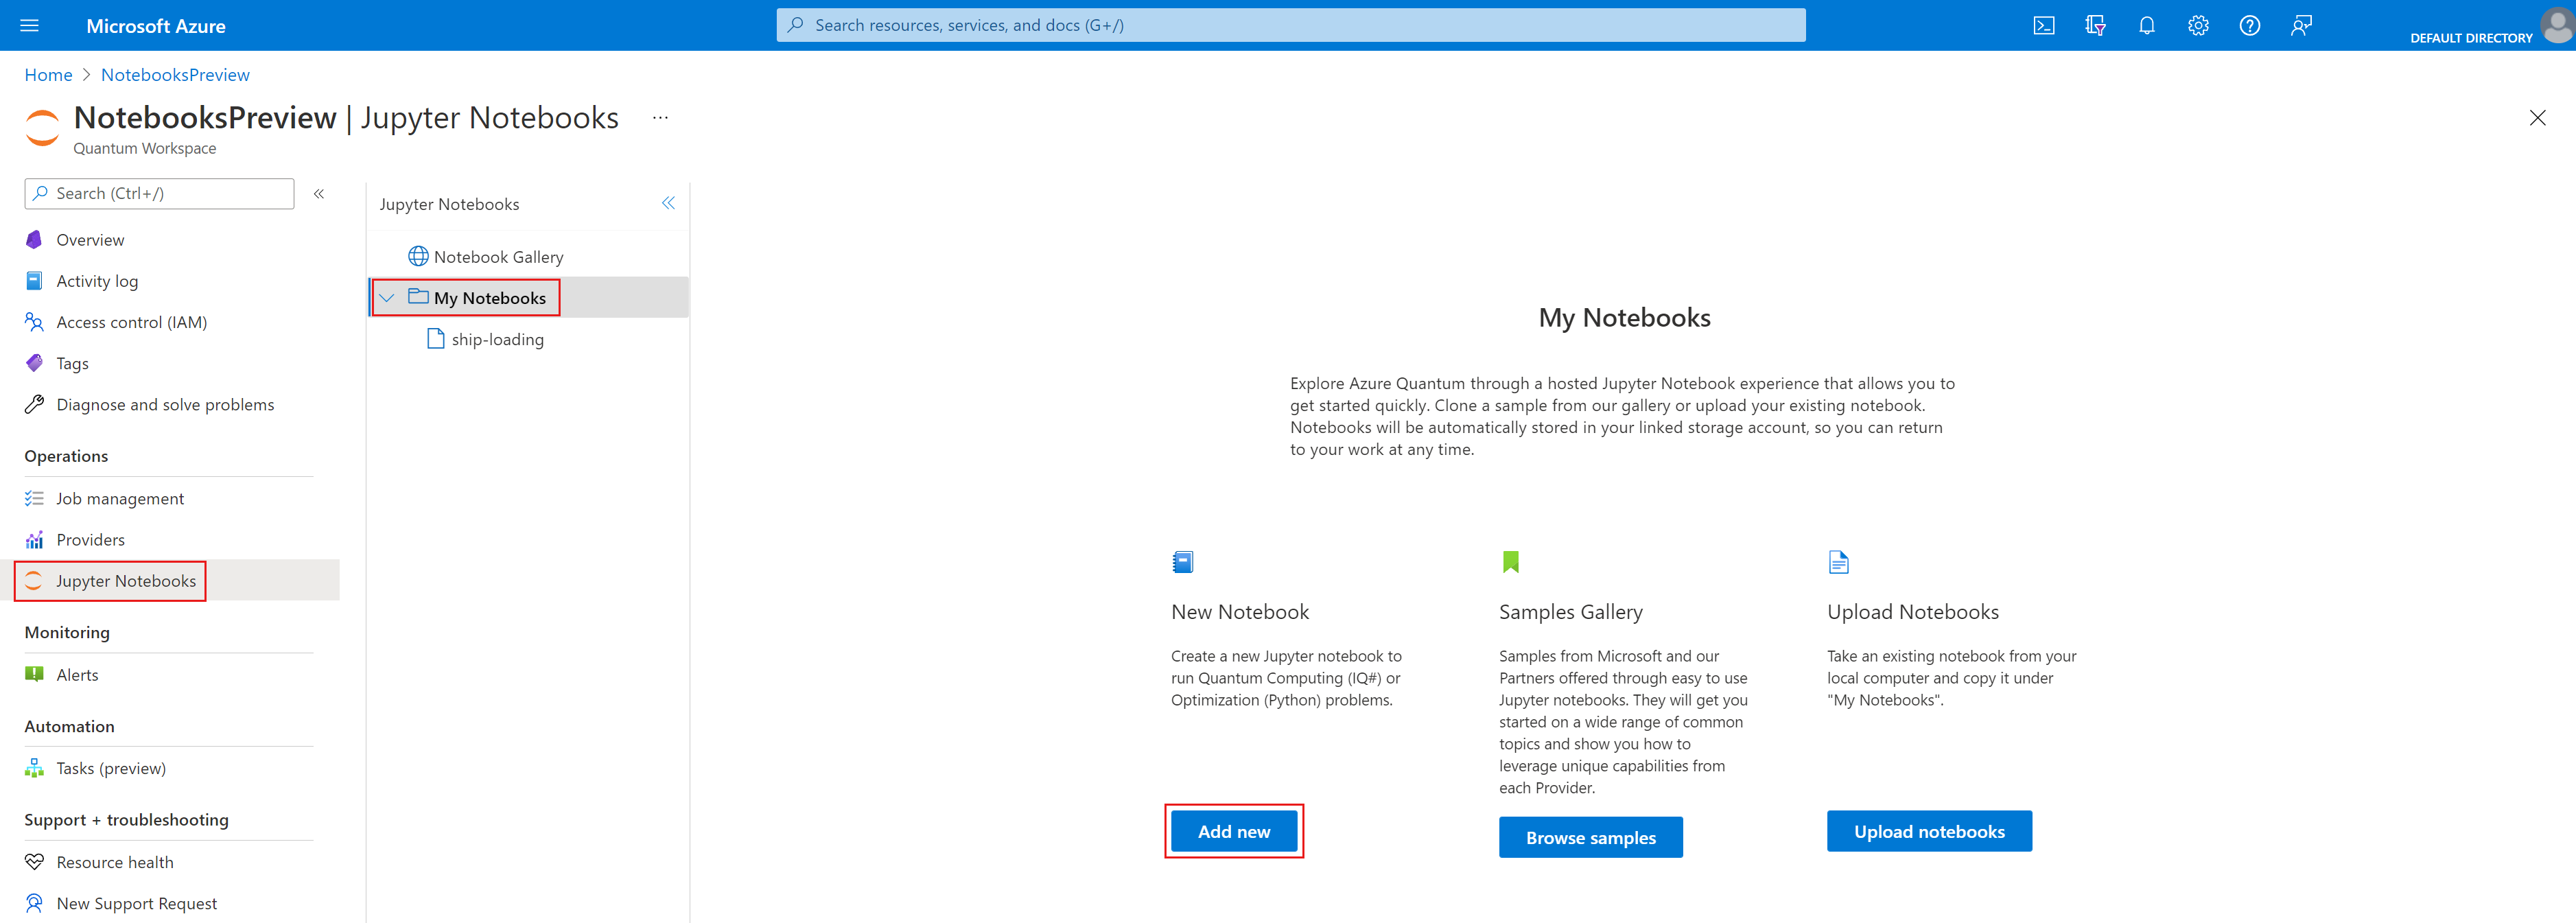 Microsoft Azure
Search resources, services, and docs (G+/)
DEFAULT DIRECTORY
Home > NotebooksPreview
NotebooksPreview | Jupyter Notebooks ...
Quantum Workspace
Search (Ctrl+/)
Overview
Activity log
Access control (IAM)
Tags
Diagnose and solve problems
Operations
Job management
Providers
Jupyter Notebooks
Monitoring
Alerts
Automation
Tasks (preview)
Support + troubleshooting
Resource health
New Support Request
Jupyter Notebooks
Notebook Gallery
My Notebooks
ship-loading
My Notebooks
Explore Azure Quantum through a hosted Jupyter Notebook experience that allows you to
get started quickly. Clone a sample from our gallery or upload your existing notebook.
Notebooks will be automatically stored in your linked storage account, so you can return
to your work at any time.
New Notebook
Create a new Jupyter notebook to
run Quantum Computing (IQ#) or
Optimization (Python) problems.
Add new
Samples Gallery
Samples from Microsoft and our
Partners offered through easy to use
Jupyter notebooks. They will get you
started on a wide range of common
topics and show you how to
leverage unique capabilities from
each Provider.
Browse samples
Upload Notebooks
Take an existing notebook from your
local computer and copy it under
"My Notebooks".
Upload notebooks